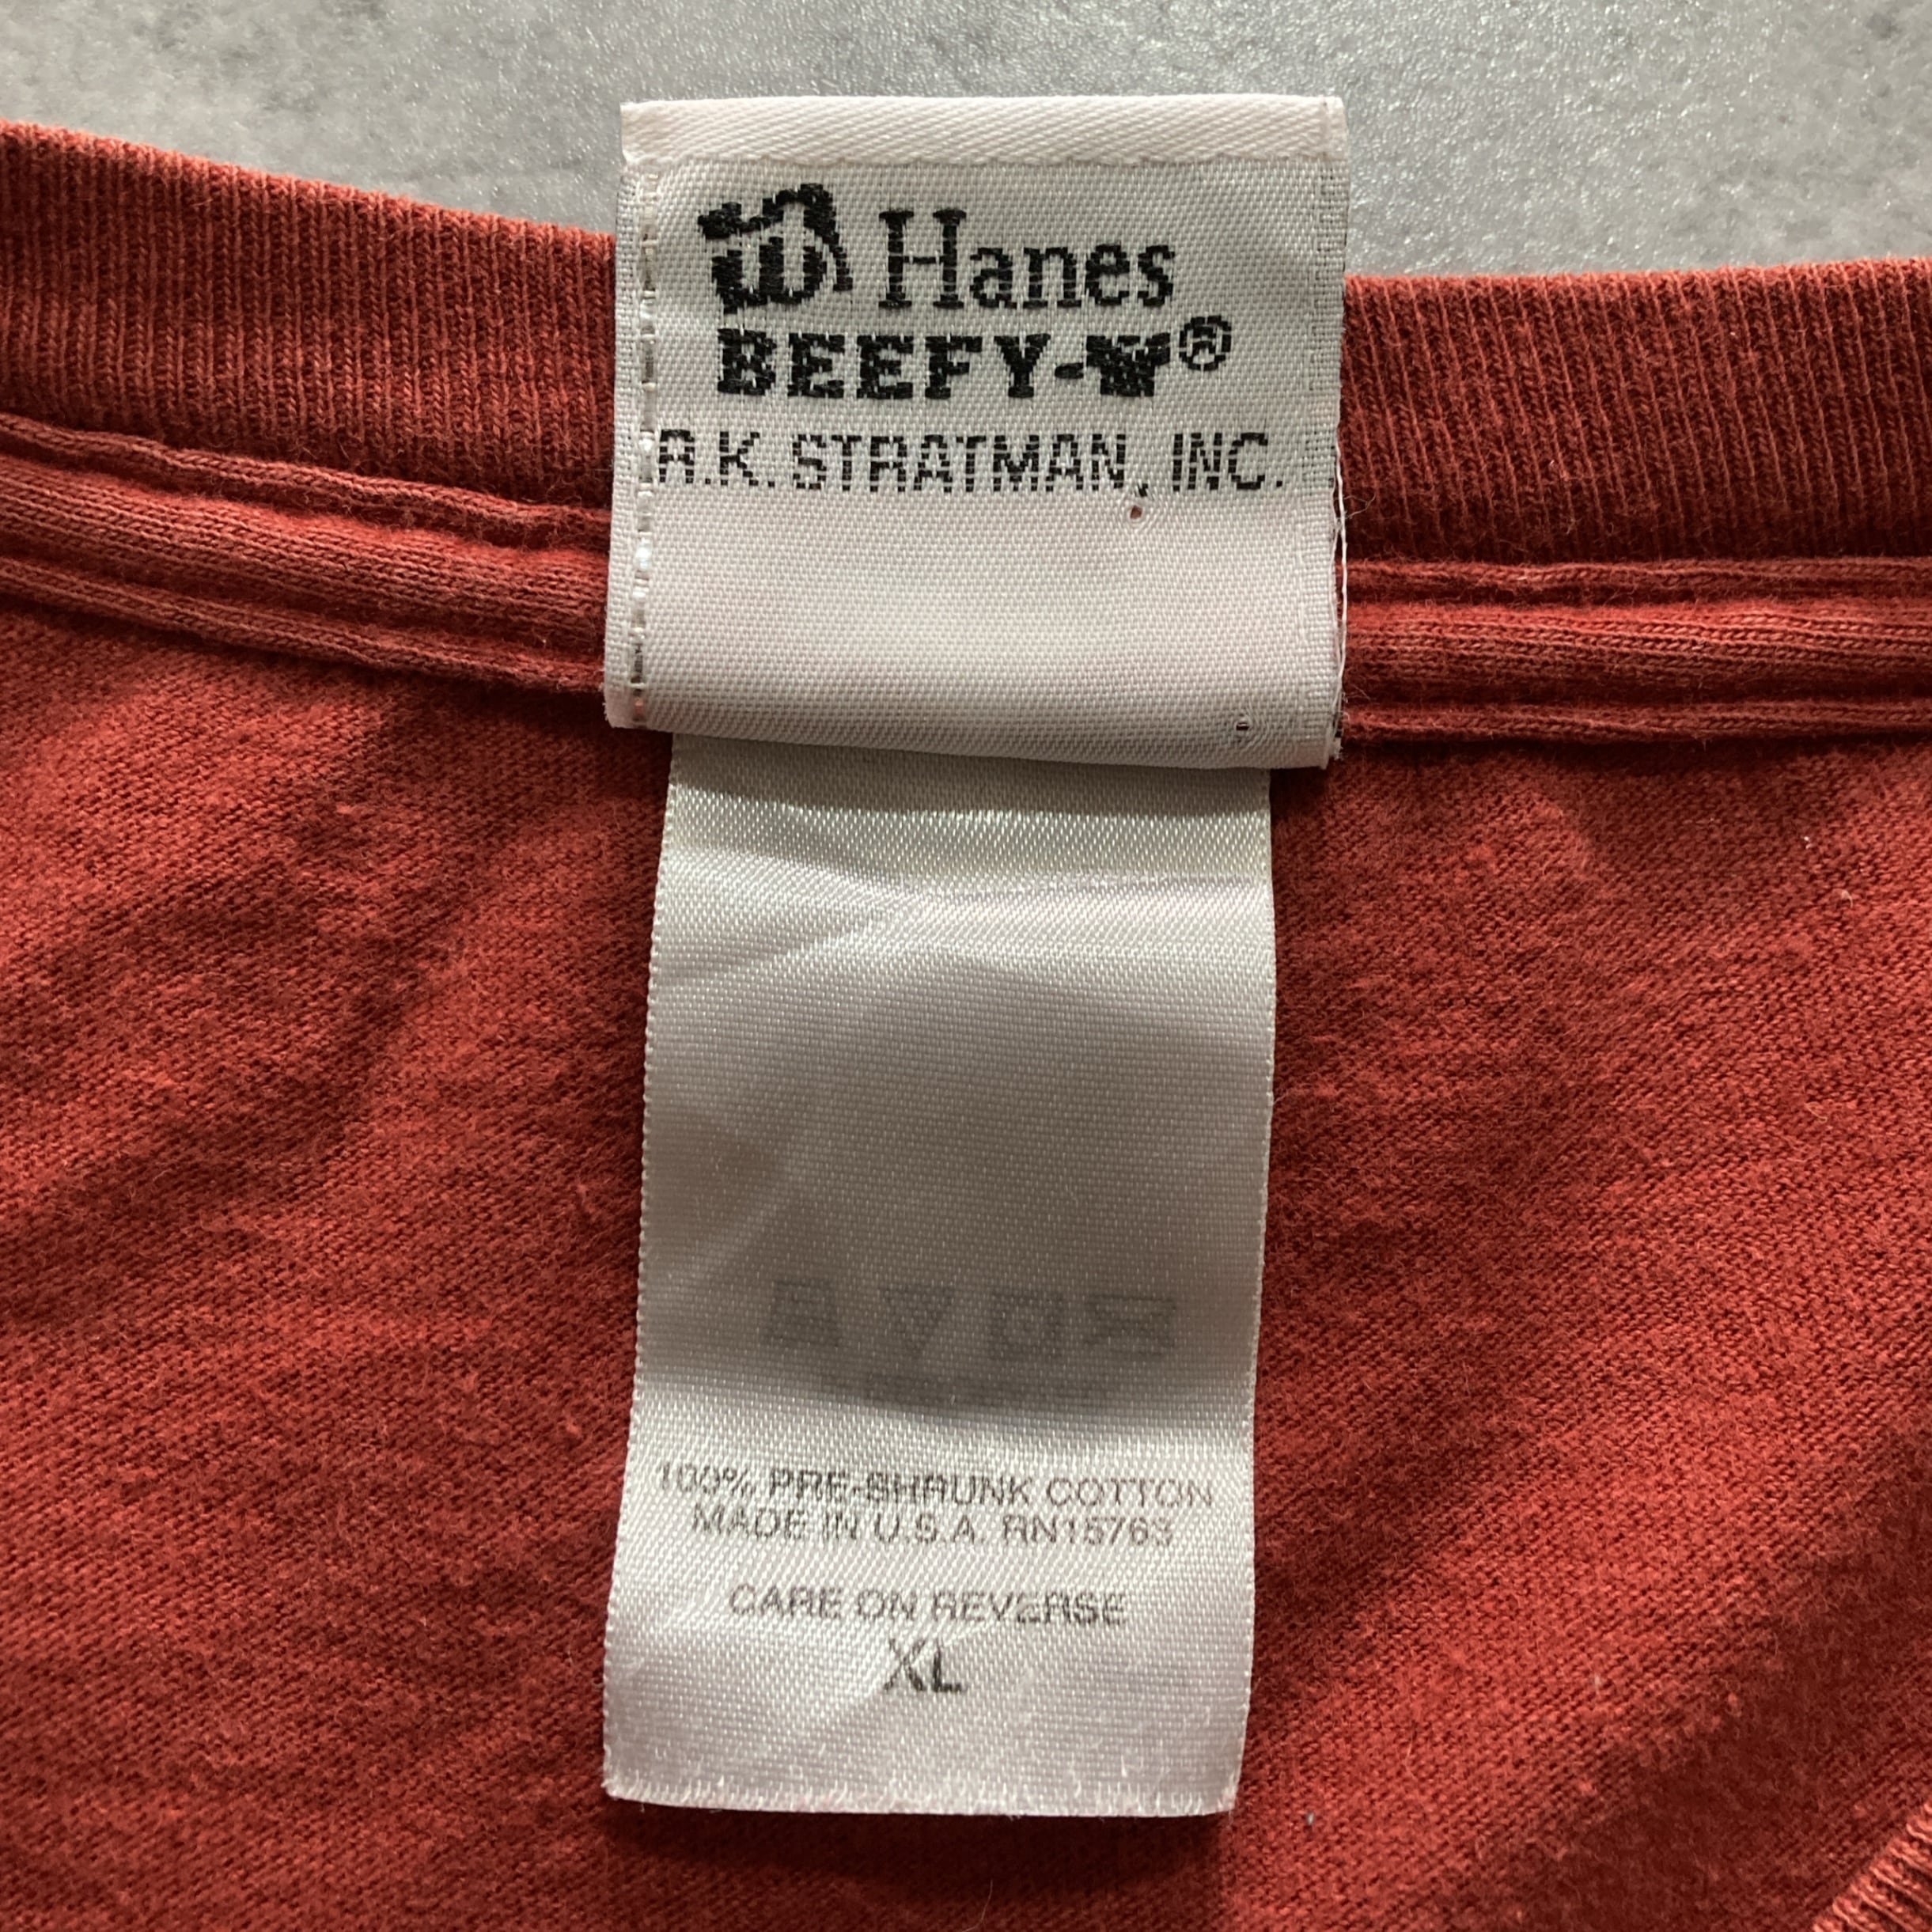 Hanes
BEEFY-T®
A.K. STRATMAN, INC.
100% PRE-SHRUNK COTTON
MADE IN U.S.A. RN15763
CARE ON REVERSE
XL